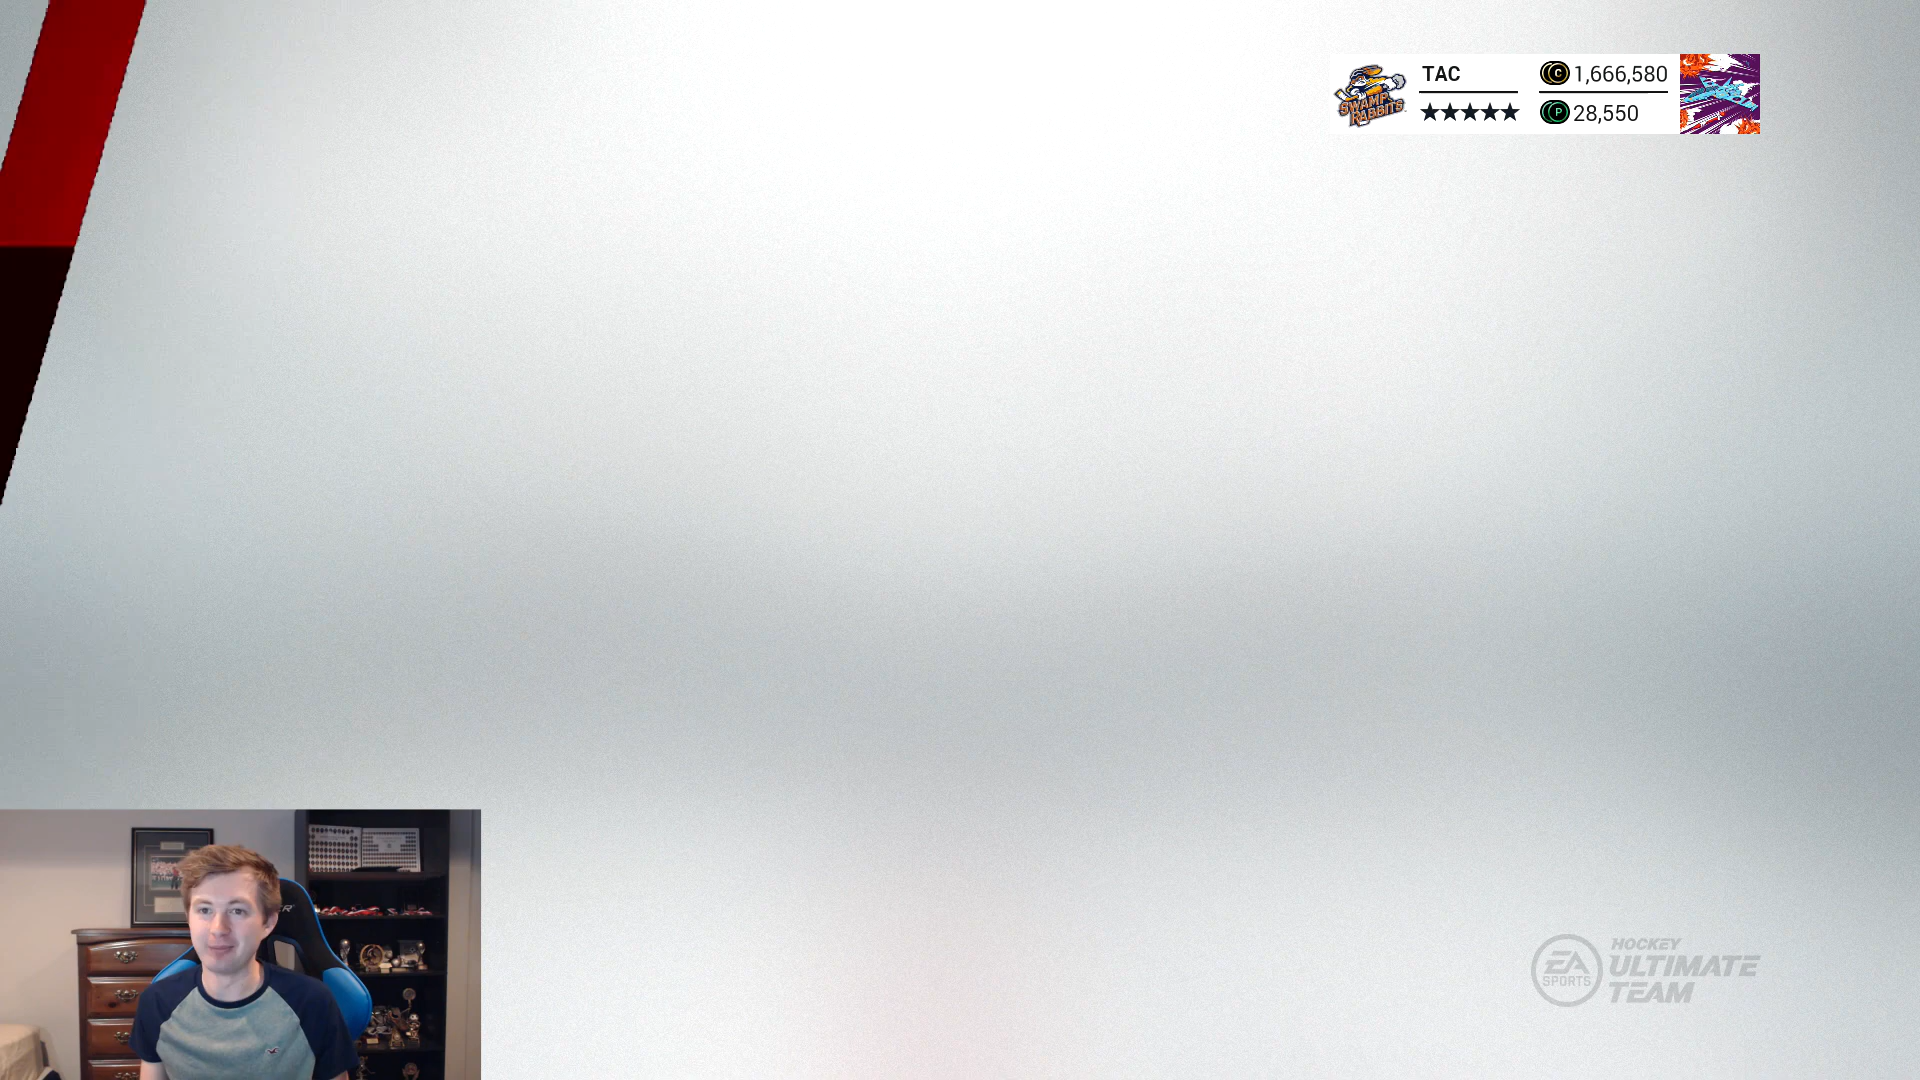 TAC
1,666,580
28,550
SWAMP
RABBITS
C
P
HOCKEY
EA
ULTIMATE
SPORTS
TEAM